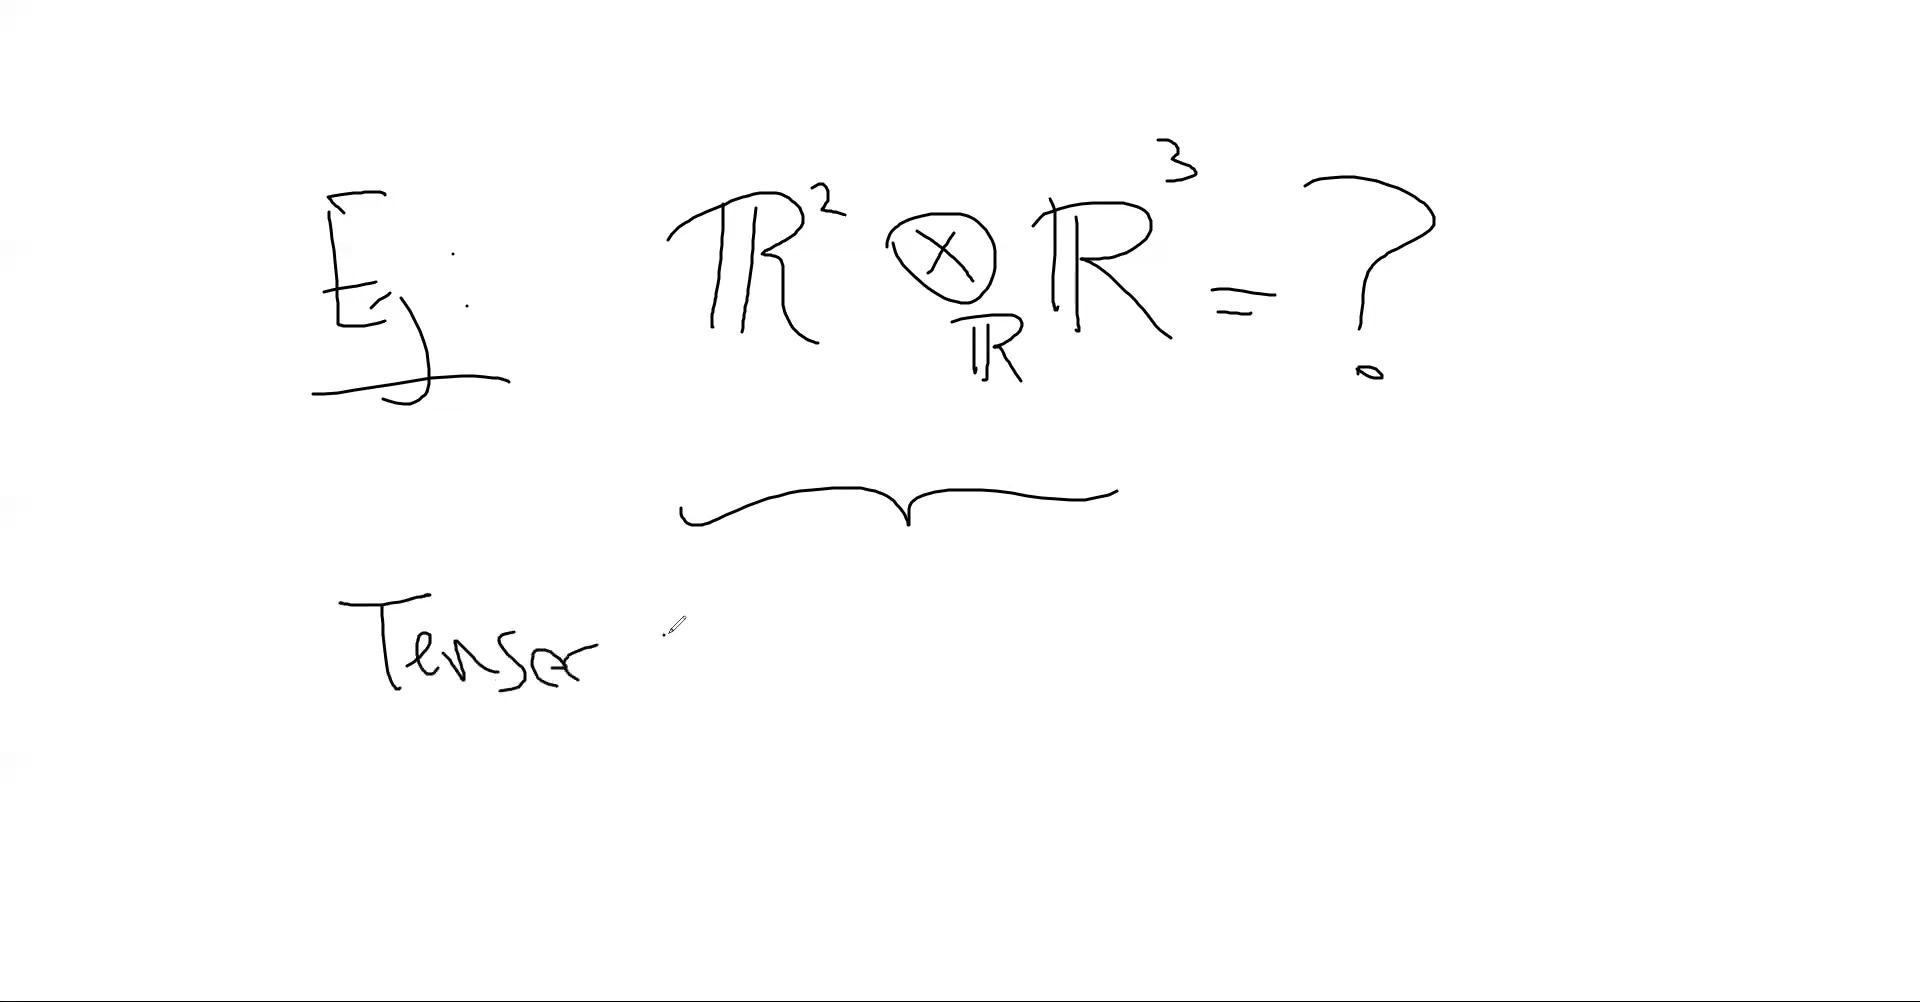 Eg: ℝ² ⊗_ℝ ℝ³ = ?
Tensor